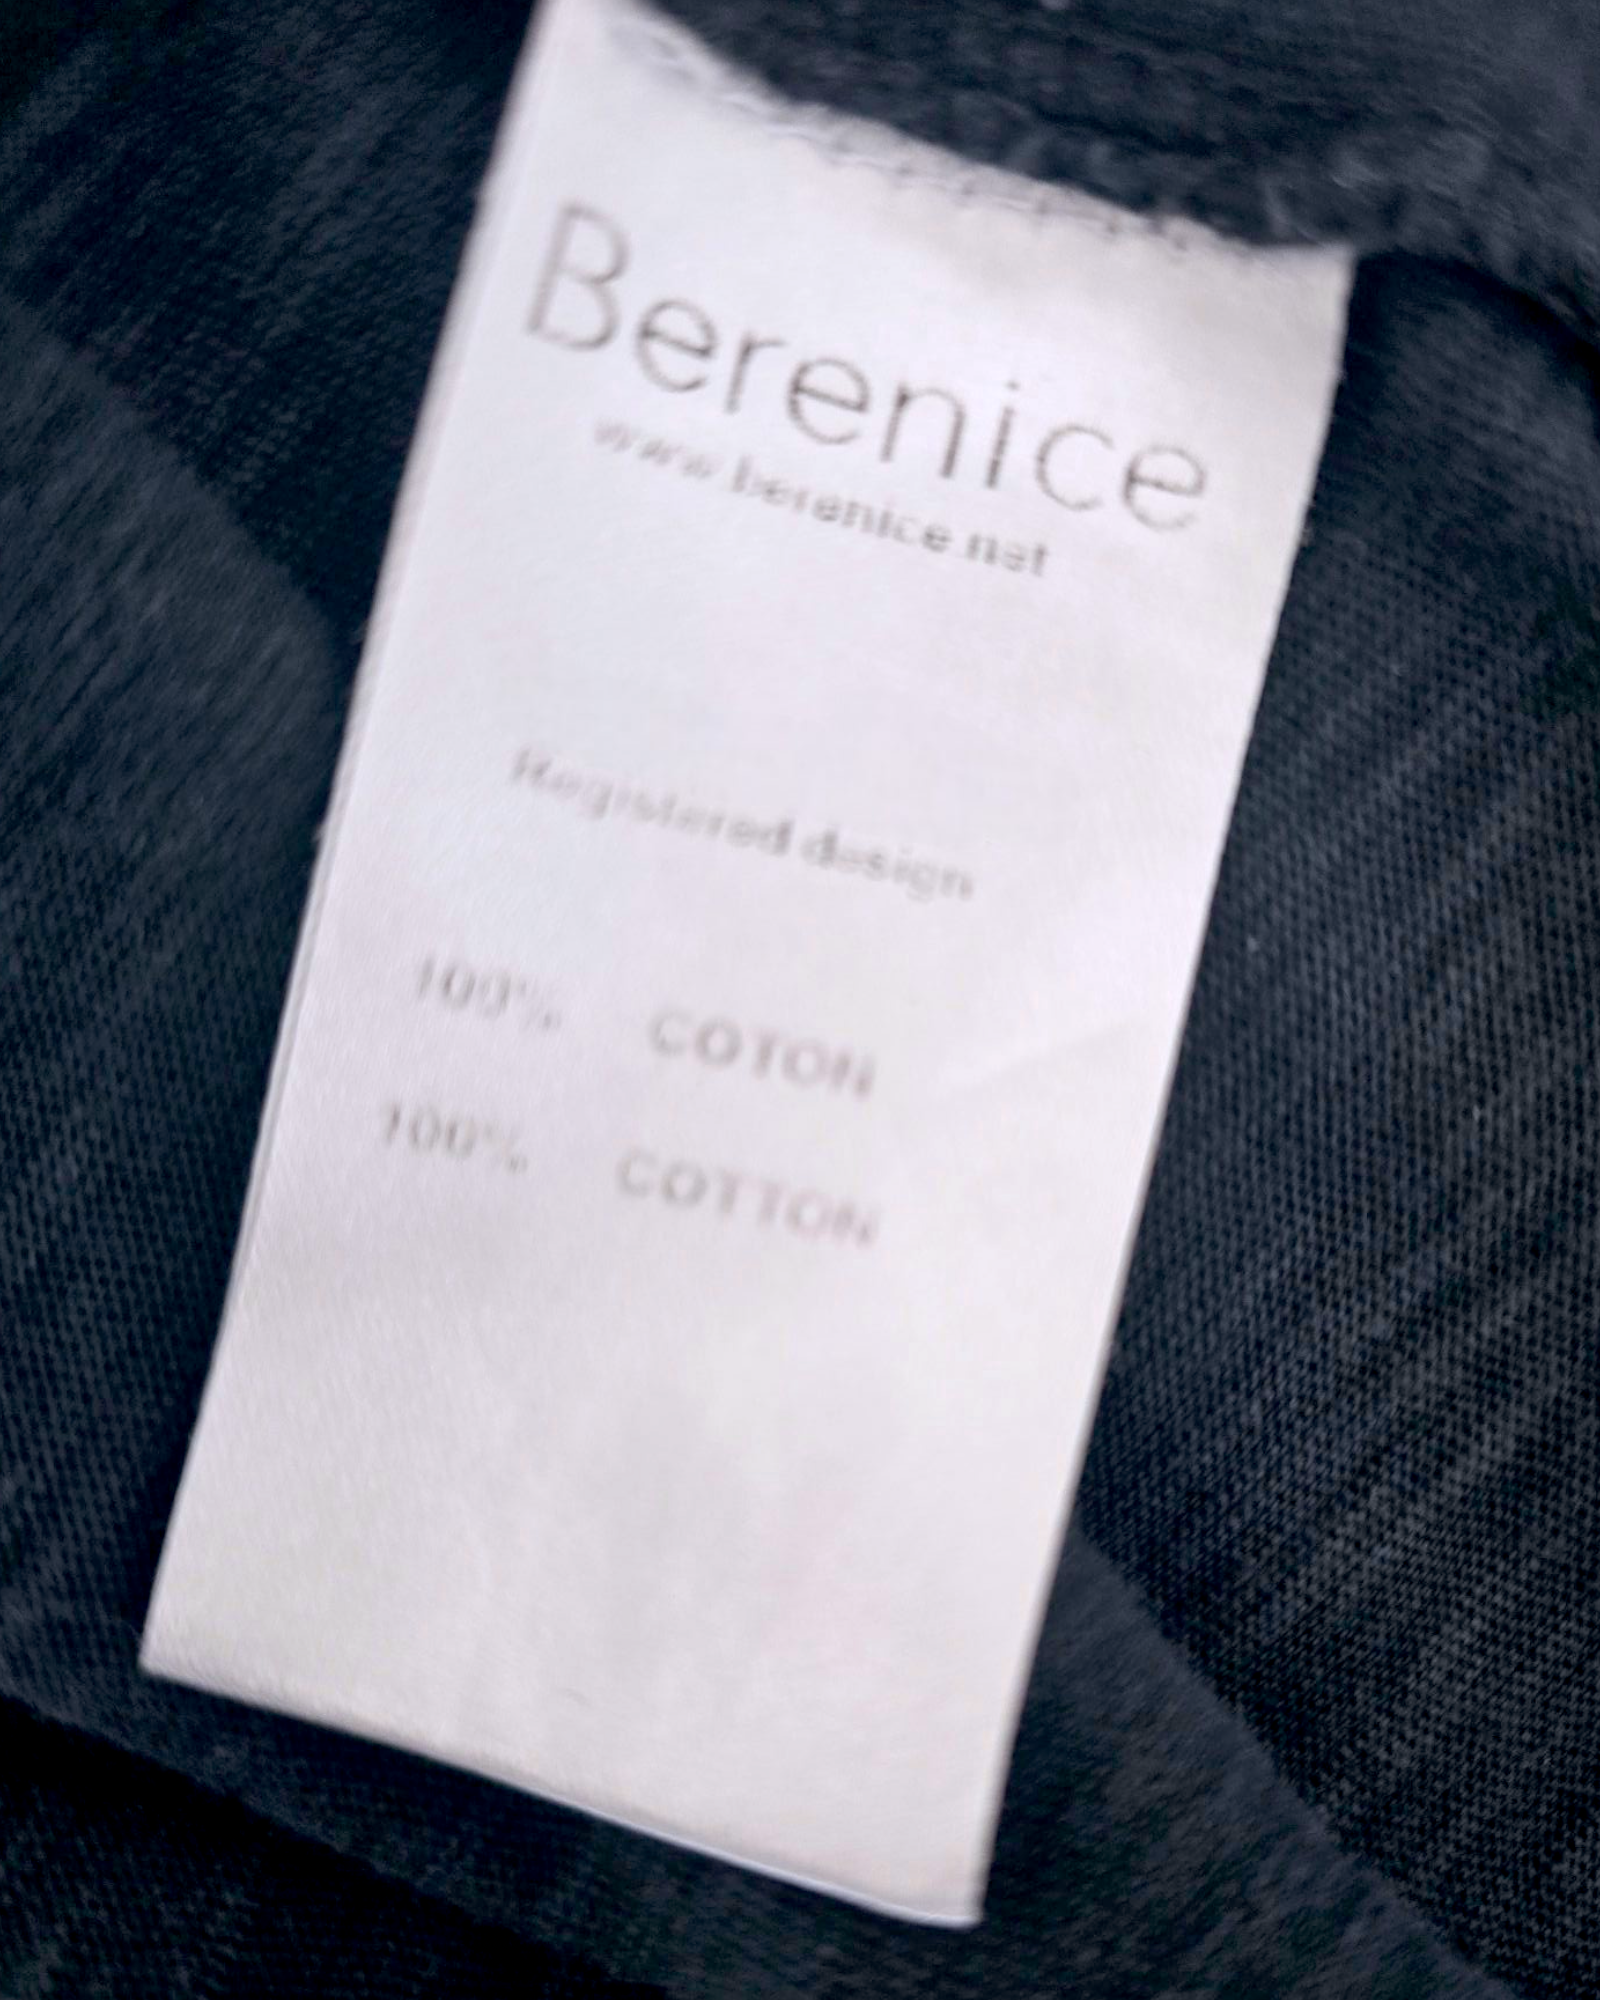 Berenice
www.berenice.net
Registered design
100% COTON
100% COTTON